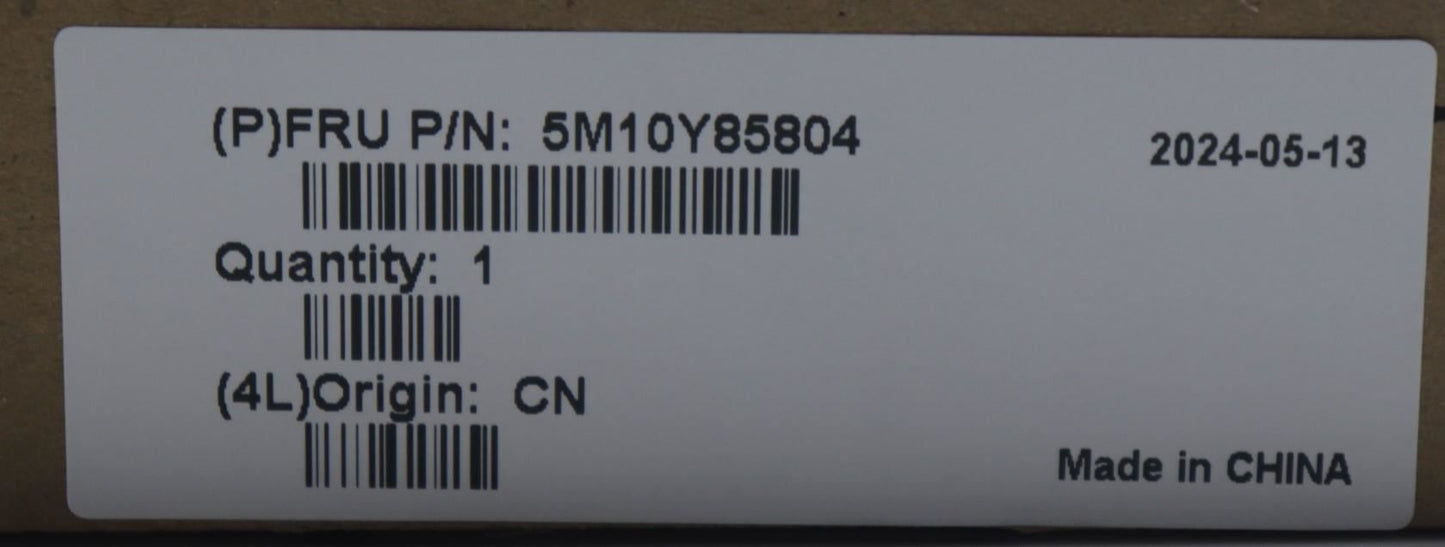 (P)FRU P/N: 5M10Y85804
2024-05-13
Quantity: 1
(4L)Origin: CN
Made in CHINA